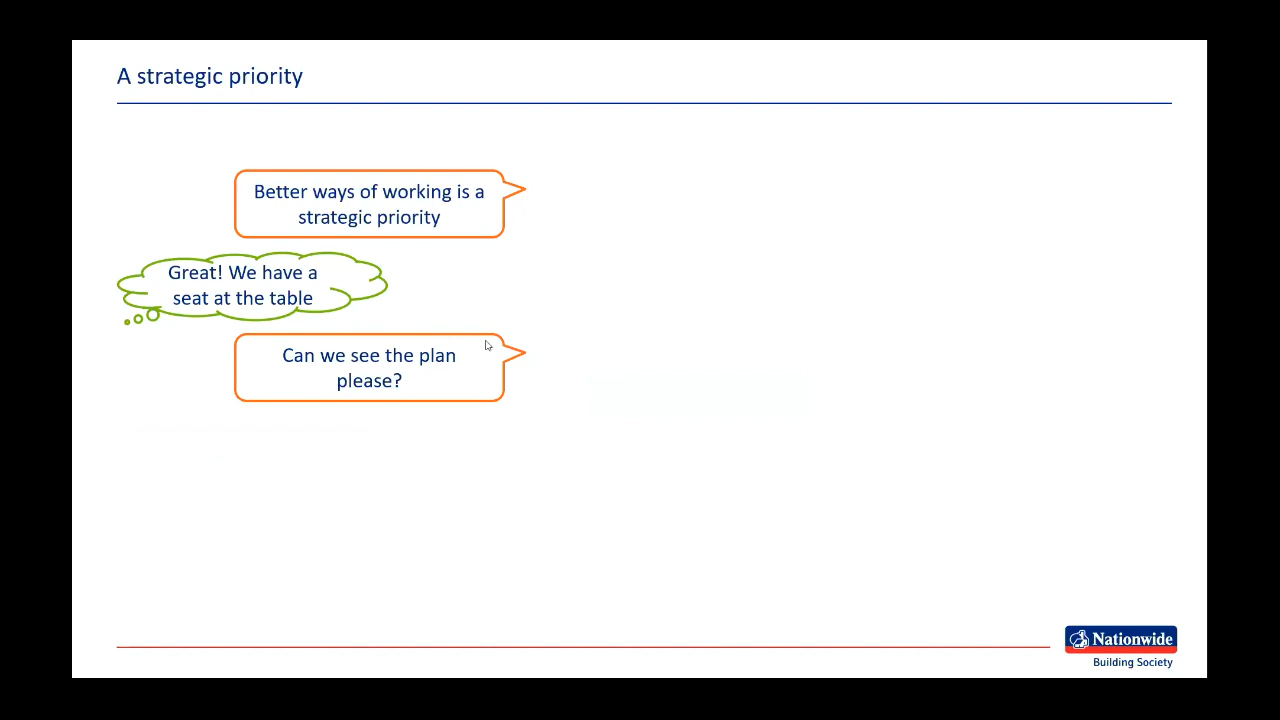 A strategic priority
Better ways of working is a
strategic priority
Great! We have a
seat at the table
Can we see the plan
please?
Nationwide
Building Society